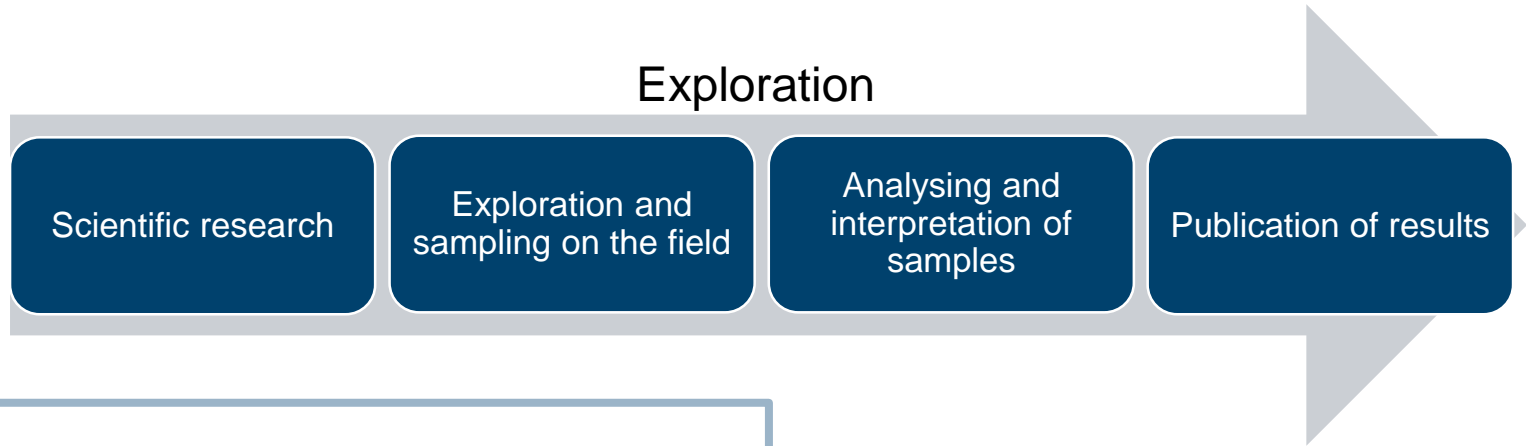 Exploration
Scientific research
Exploration and
sampling on the field
Analysing and
interpretation of
samples
Publication of results